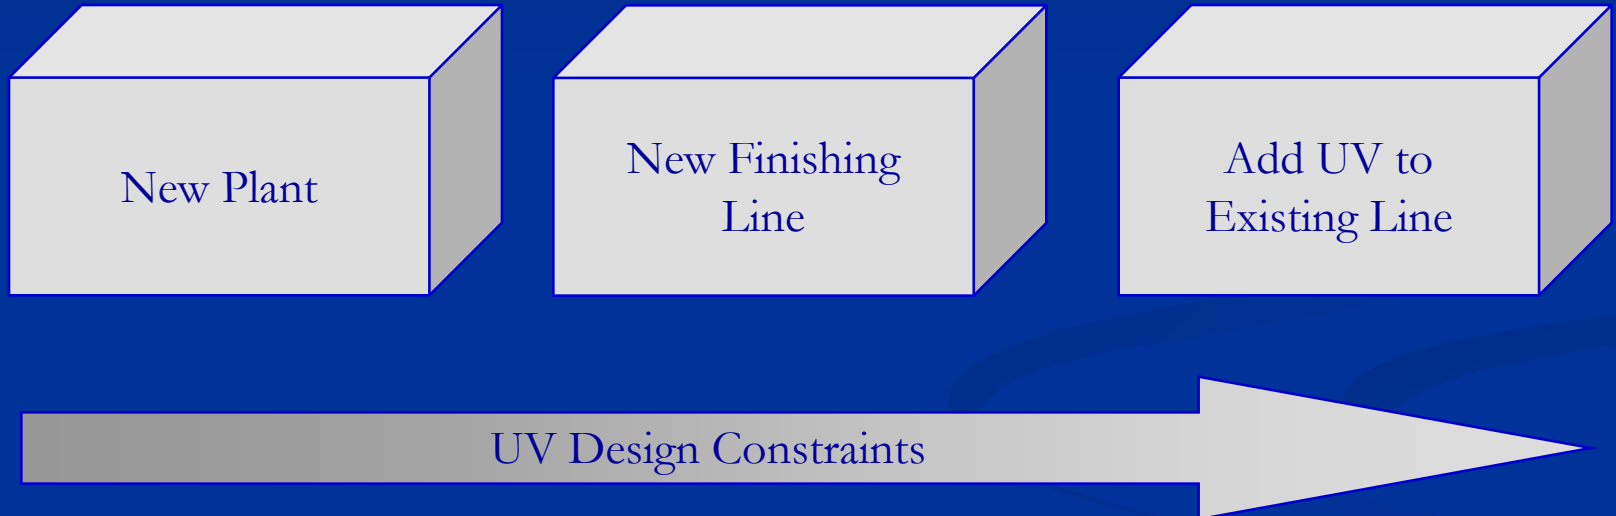 New Plant
New Finishing
Line
Add UV to
Existing Line
UV Design Constraints